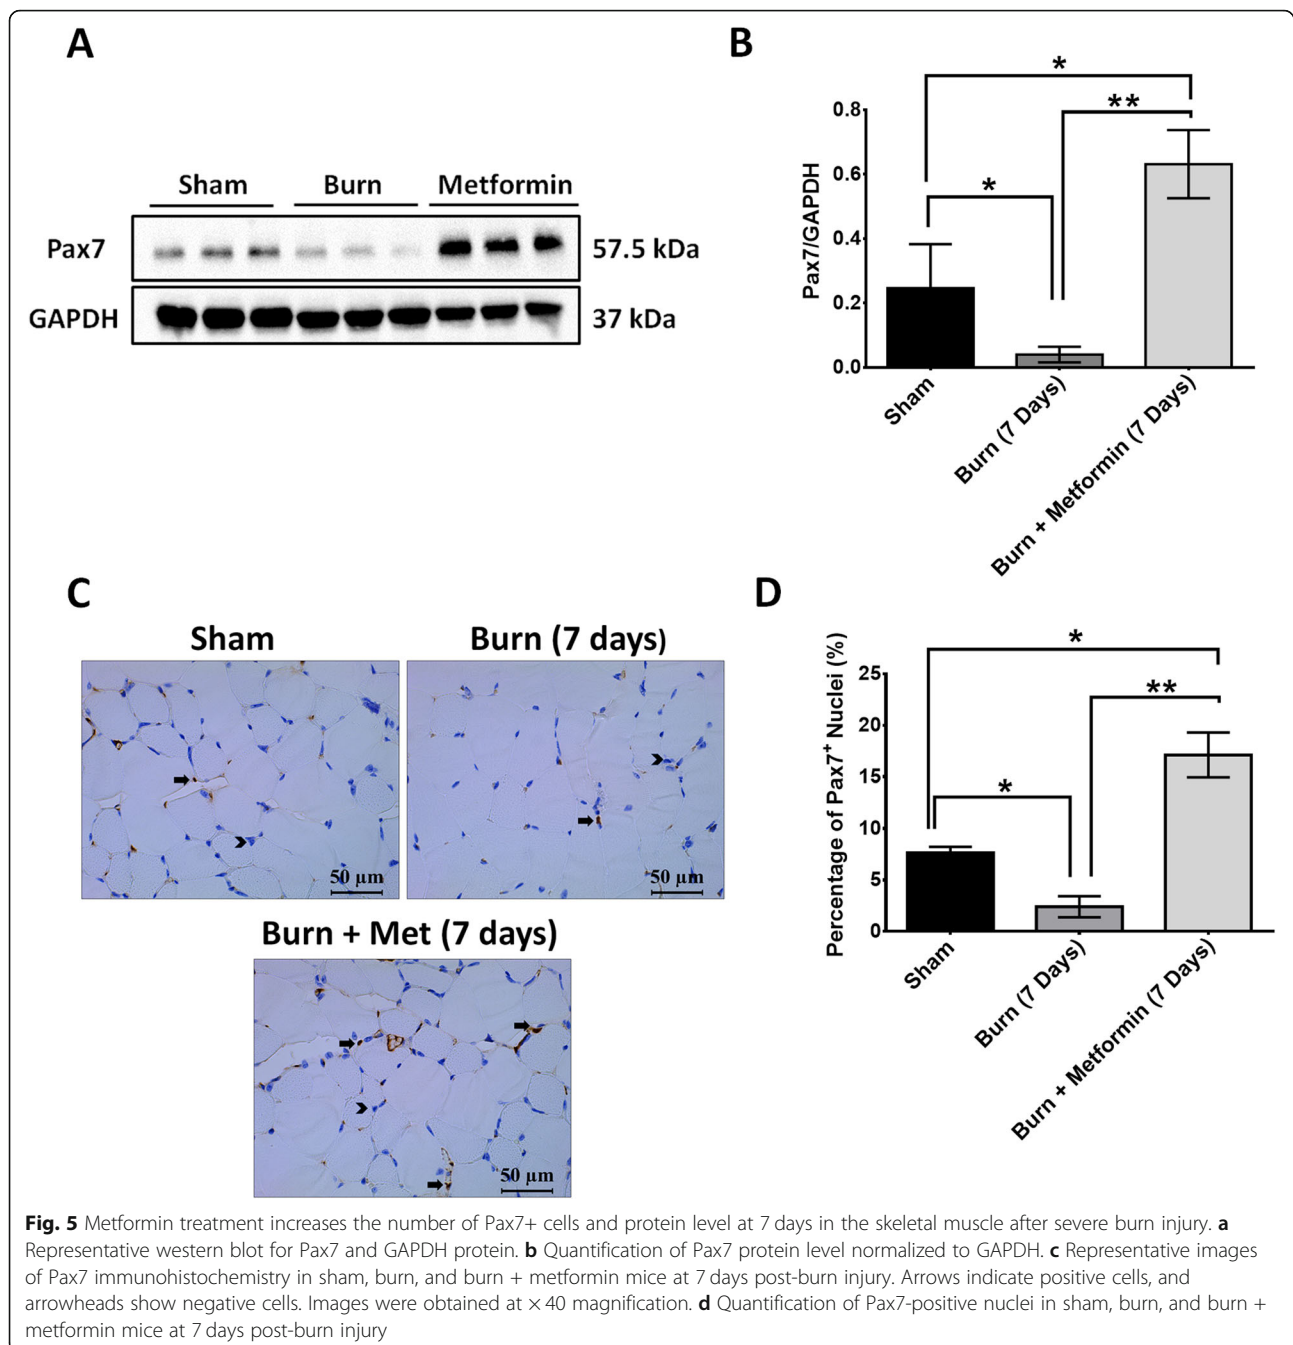 A
Sham Burn Metformin
Pax7
57.5 kDa
GAPDH
37 kDa
B
*
**
*
Pax7/GAPDH
0.8
0.6
0.4
0.2
0.0
Sham
Burn (7 Days)
Burn + Metformin (7 Days)
C
Sham
Burn (7 days)
50 µm
50 µm
Burn + Met (7 days)
50 µm
D
*
**
*
Percentage of Pax7⁺ Nuclei (%)
25
20
15
10
5
0
Sham
Burn (7 Days)
Burn + Metformin (7 Days)
Fig. 5 Metformin treatment increases the number of Pax7+ cells and protein level at 7 days in the skeletal muscle after severe burn injury. a
Representative western blot for Pax7 and GAPDH protein. b Quantification of Pax7 protein level normalized to GAPDH. c Representative images
of Pax7 immunohistochemistry in sham, burn, and burn + metformin mice at 7 days post-burn injury. Arrows indicate positive cells, and
arrowheads show negative cells. Images were obtained at × 40 magnification. d Quantification of Pax7-positive nuclei in sham, burn, and burn +
metformin mice at 7 days post-burn injury